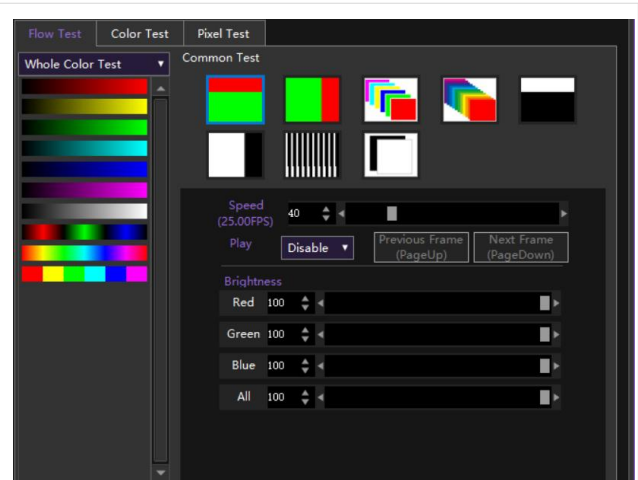 Flow Test Color Test Pixel Test
Whole Color Test
Common Test
Speed
(25.00FPS)
40
Play
Disable
Previous Frame
(PageUp)
Next Frame
(PageDown)
Brightness
Red 100
Green 100
Blue 100
All 100